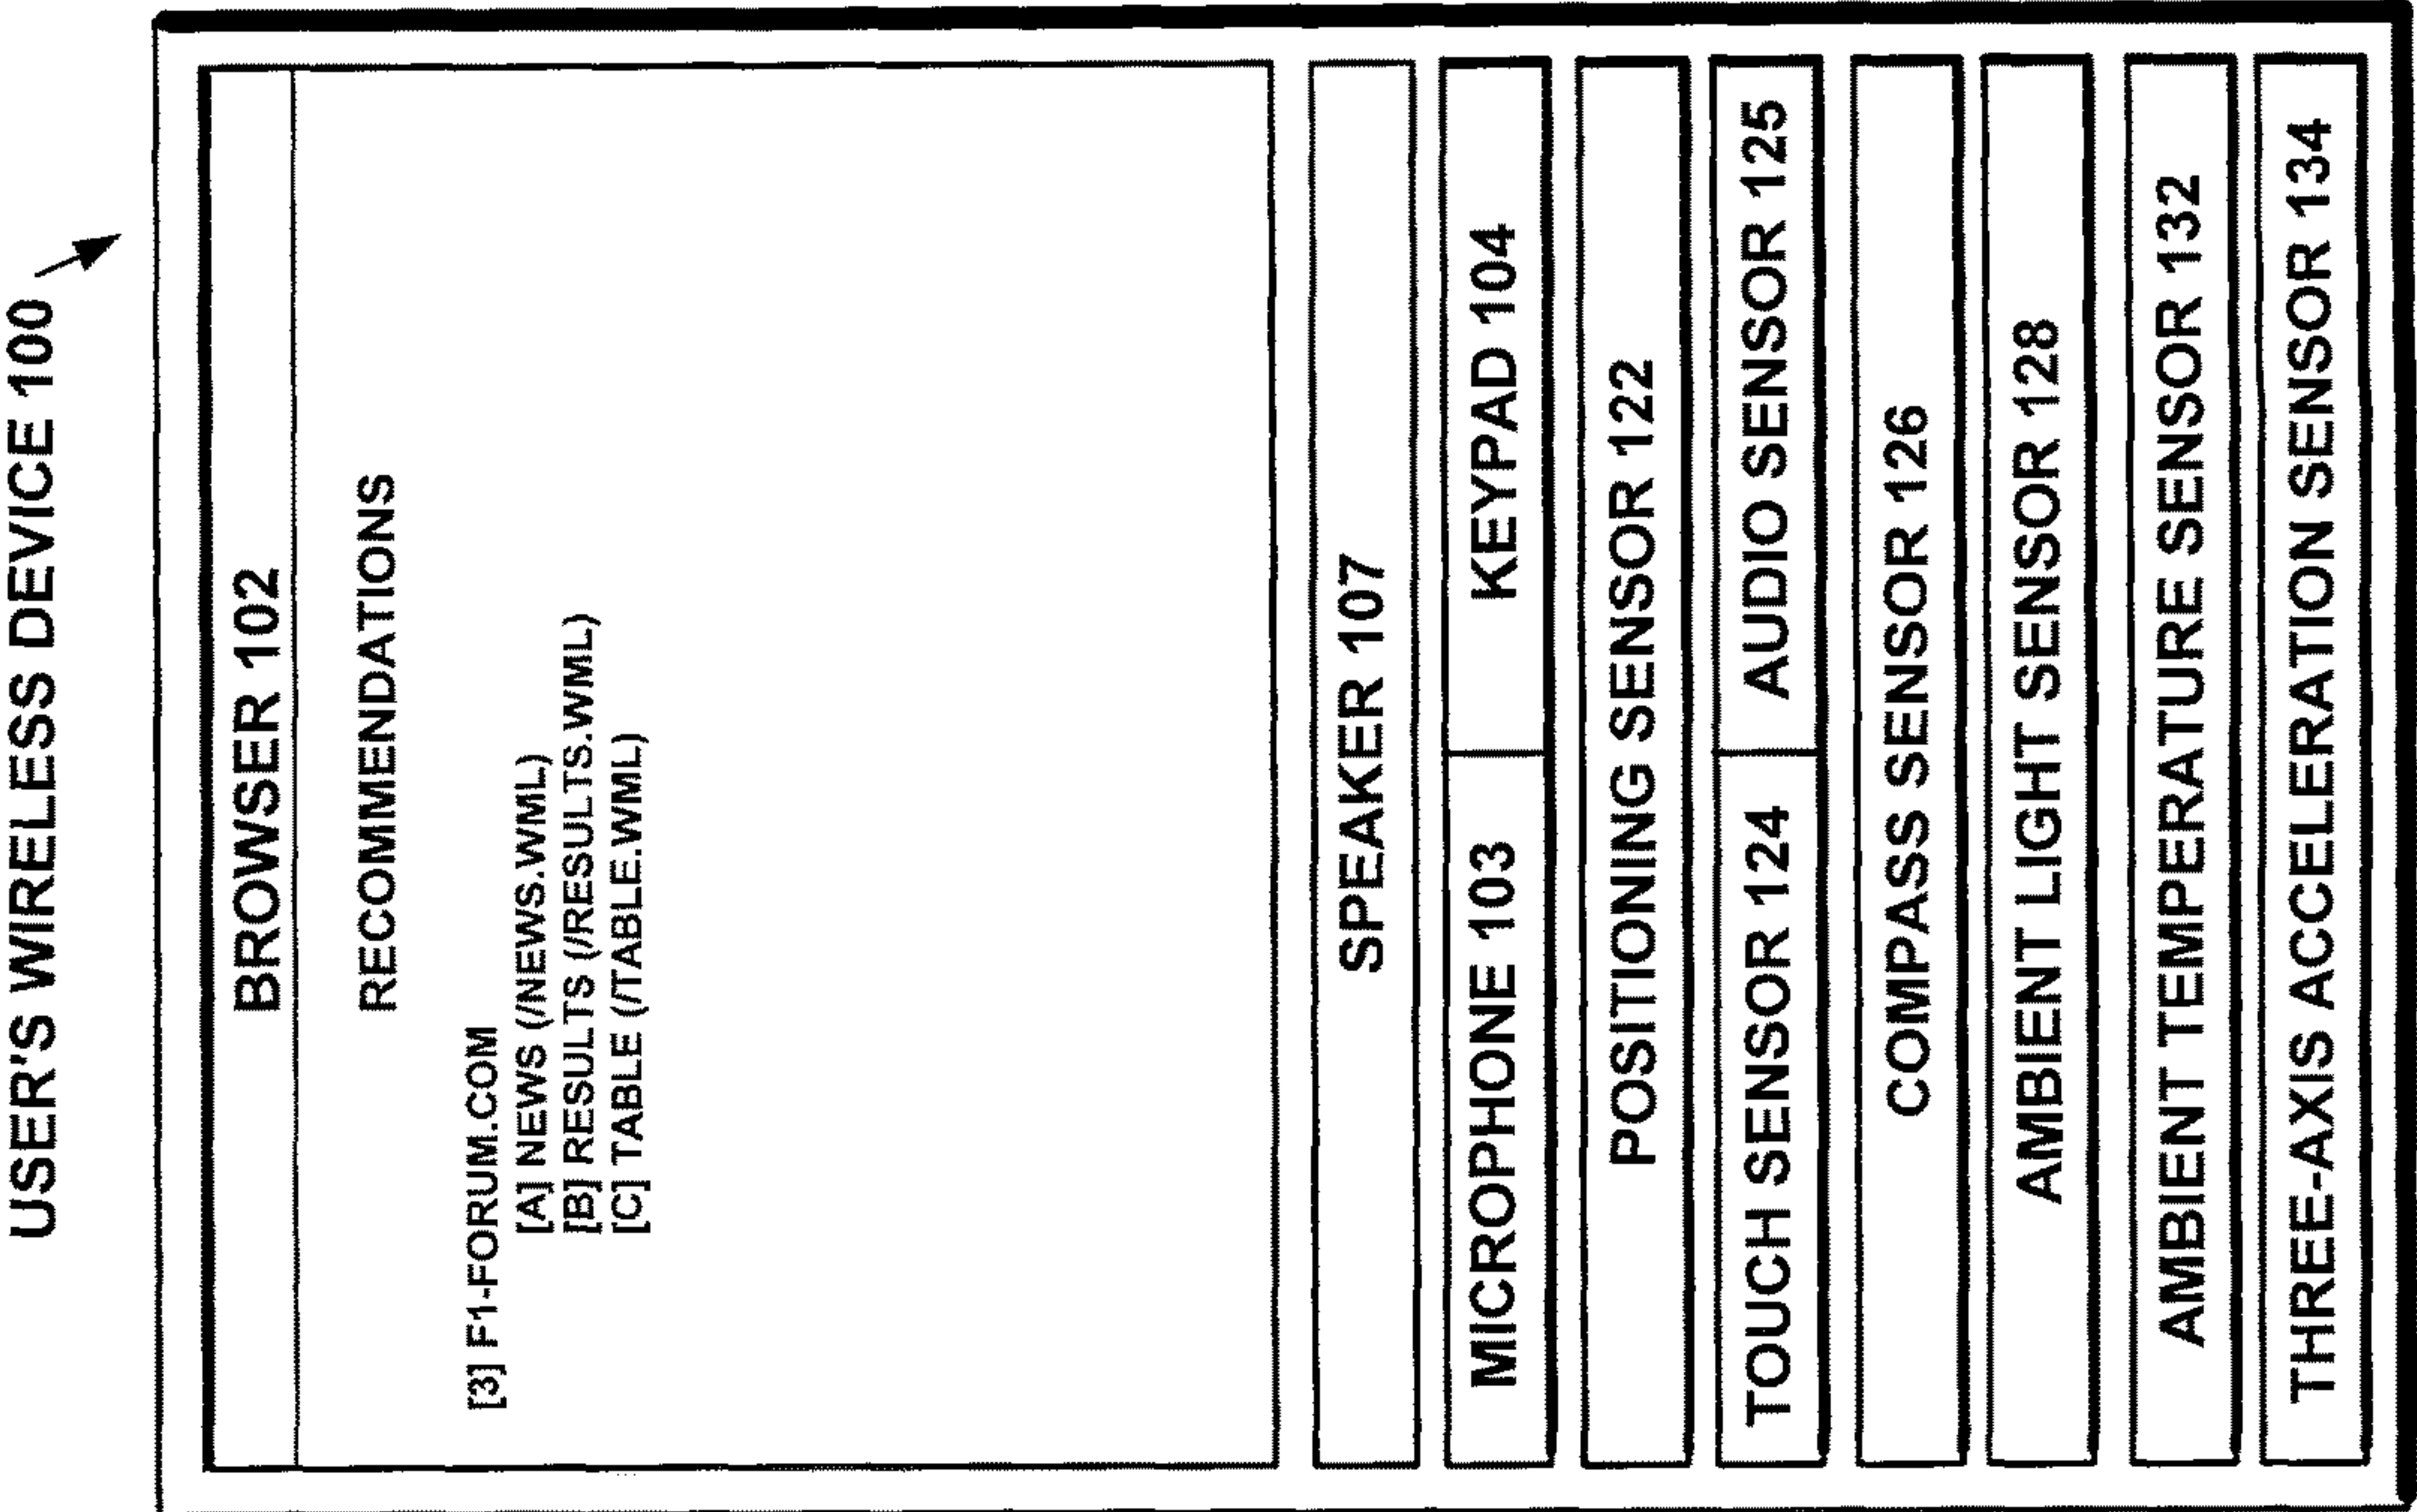 USER'S WIRELESS DEVICE 100
BROWSER 102
RECOMMENDATIONS
[3] F1-FORUM.COM
[A] NEWS (/NEWS.WML)
[B] RESULTS (/RESULTS.WML)
[C] TABLE (/TABLE.WML)
SPEAKER 107
MICROPHONE 103
KEYPAD 104
POSITIONING SENSOR 122
TOUCH SENSOR 124
AUDIO SENSOR 125
COMPASS SENSOR 126
AMBIENT LIGHT SENSOR 128
AMBIENT TEMPERATURE SENSOR 132
THREE-AXIS ACCELERATION SENSOR 134